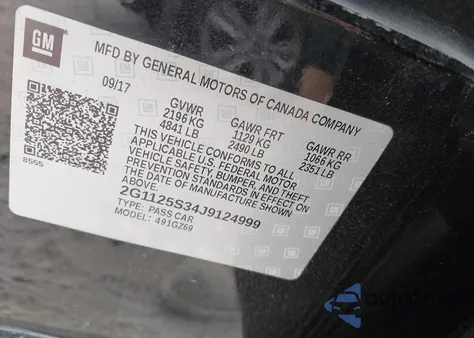 GM
MFD BY GENERAL MOTORS OF CANADA COMPANY
09/17
GVWR GAWR FRT GAWR RR
2196 KG 1129 KG 1066 KG
4841 LB 2490 LB 2351 LB
THIS VEHICLE CONFORMS TO ALL
APPLICABLE U.S. FEDERAL MOTOR
VEHICLE SAFETY, BUMPER, AND THEFT
PREVENTION STANDARDS IN EFFECT ON
THE DATE OF MANUFACTURE SHOWN
ABOVE.
8555
2G1125S34J9124999
TYPE: PASS CAR
MODEL: 491GZ69